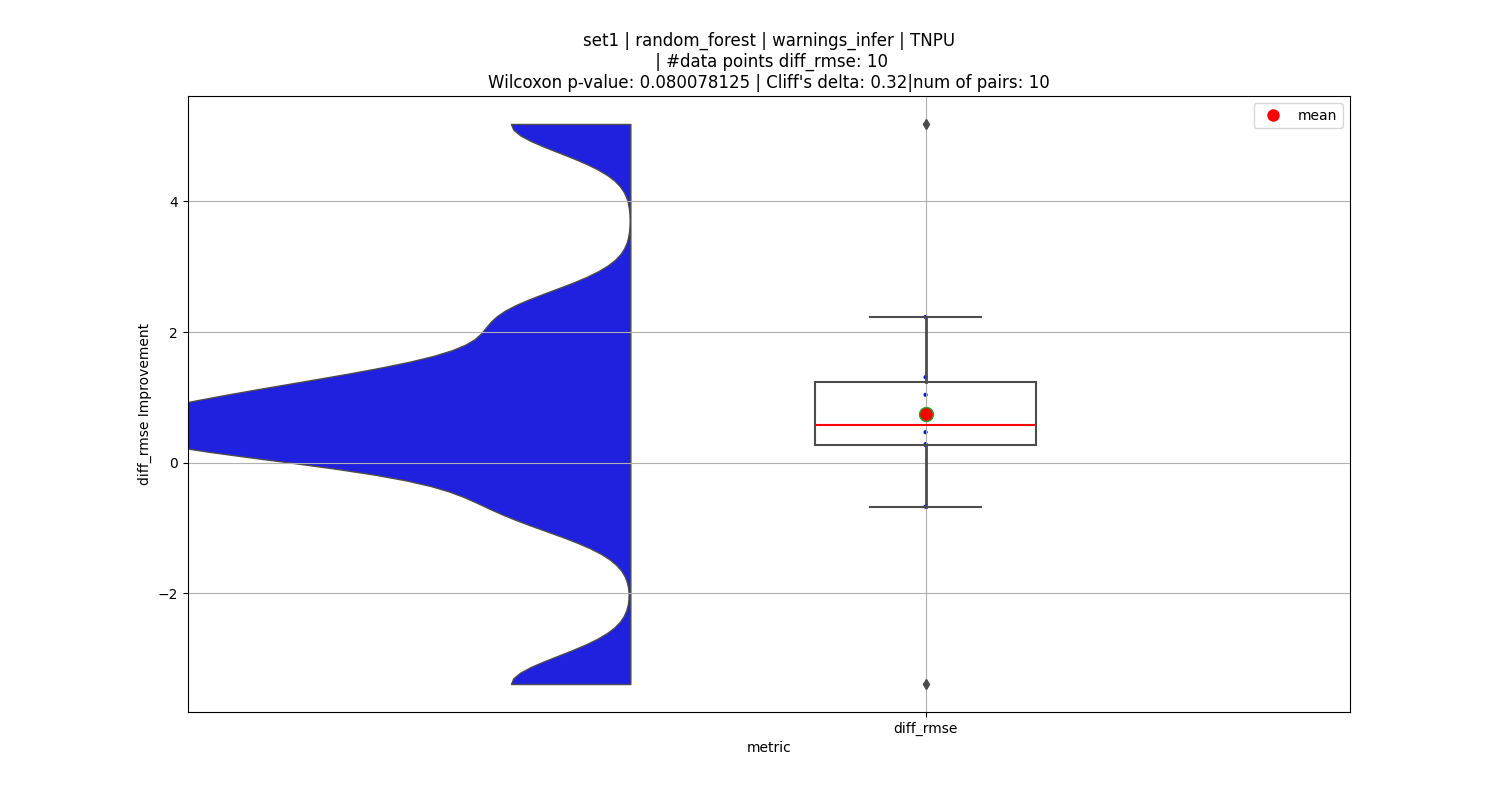 set1 | random_forest | warnings_infer | TNPU
| #data points diff_rmse: 10
Wilcoxon p-value: 0.080078125 | Cliff's delta: 0.32|num of pairs: 10
mean
4
2
0
−2
diff_rmse Improvement
diff_rmse
metric